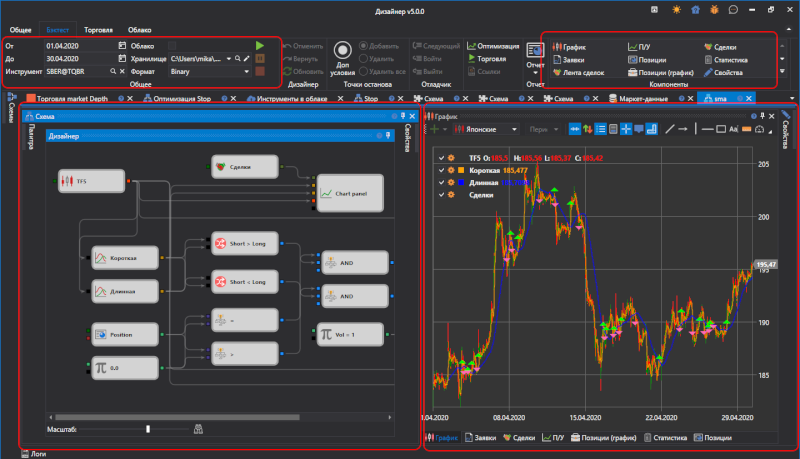 Дизайнер v5.0.0
Общее Бэктест Торговля Облако
От 01.04.2020 Облако
До 30.04.2020 Хранилище C:\Users\mika\...
Инструмент SBER@TQBR Формат Binary
Общее
Отменить
Вернуть
Обновить
Дизайнер
Доп условия
Добавить
Удалить
Удалить все
Точки остановa
Следующий
Войти
Выйти
Отладчик
Оптимизация
Торговля
Ссылки
Отчет
Отчет
График П/У Сделки
Заявки Позиции Статистика
Лента сделок Позиции (график) Свойства
Компоненты
Схемы
Торговля market Depth Оптимизация Stop Инструменты в облаке Stop Схема Схема Схема Маркет-данные sma
Схема
Палитра
Свойства
Дизайнер
TF5
Сделки
Chart panel
Короткая
Длинная
Short > Long
Short < Long
AND
AND
Position
=
0.0
>
Vol = 1
Масштаб:
График
Свойства
Японские
TF5 O:185,5 H:185,56 L:185,37 C:185,42
Короткая 185,477
Длинная
Сделки
205
200
195,47
195
190
185
1.04.2020 08.04.2020 15.04.2020 22.04.2020 29.04.2020
График Заявки Сделки П/У Позиции (график) Статистика Позиции
Логи